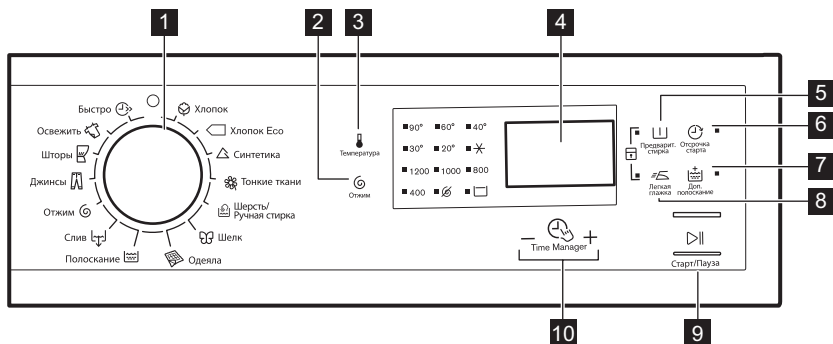 1
2
3
4
5
6
7
8
9
10
Быстро
Освежить
Шторы
Джинсы
Отжим
Слив
Полоскание
Хлопок
Хлопок Eco
Синтетика
Тонкие ткани
Шерсть/
Ручная стирка
Шелк
Одеяла
Температура
Отжим
90° 60° 40°
30° 20°
1200 1000 800
400
Time Manager
Предварит.
стирка
Отсрочка
старта
Легкая
глажка
Доп.
полоскание
Старт/Пауза